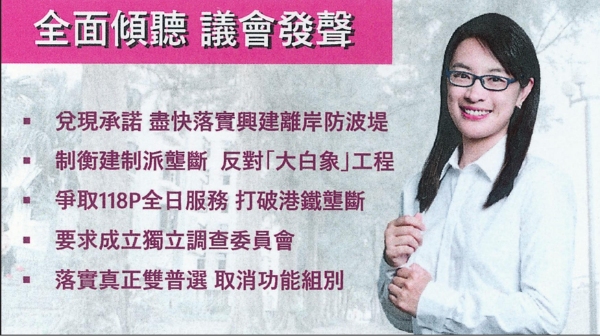 全面傾聽 議會發聲
▪ 兌現承諾 盡快落實興建離岸防波堤
▪ 制衡建制派壟斷 反對「大白象」工程
▪ 爭取118P全日服務 打破港鐵壟斷
▪ 要求成立獨立調查委員會
▪ 落實真正雙普選 取消功能組別